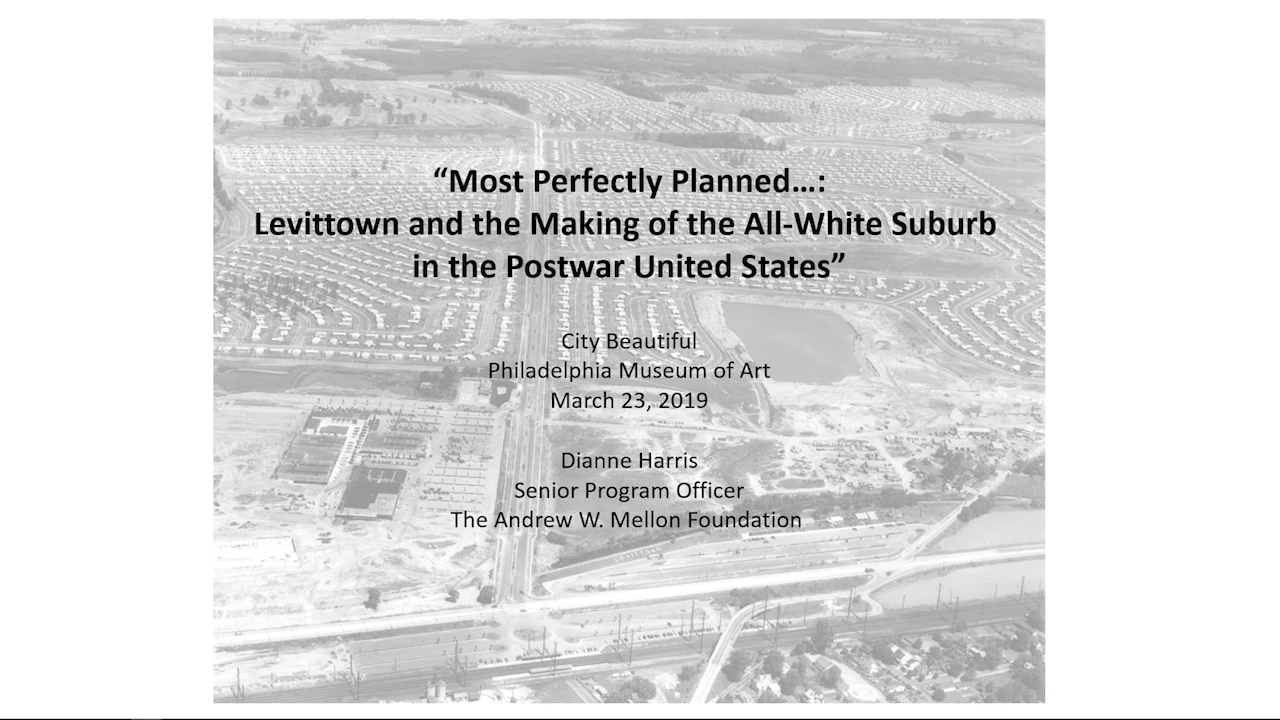 “Most Perfectly Planned…:
Levittown and the Making of the All-White Suburb
in the Postwar United States”
City Beautiful
Philadelphia Museum of Art
March 23, 2019
Dianne Harris
Senior Program Officer
The Andrew W. Mellon Foundation